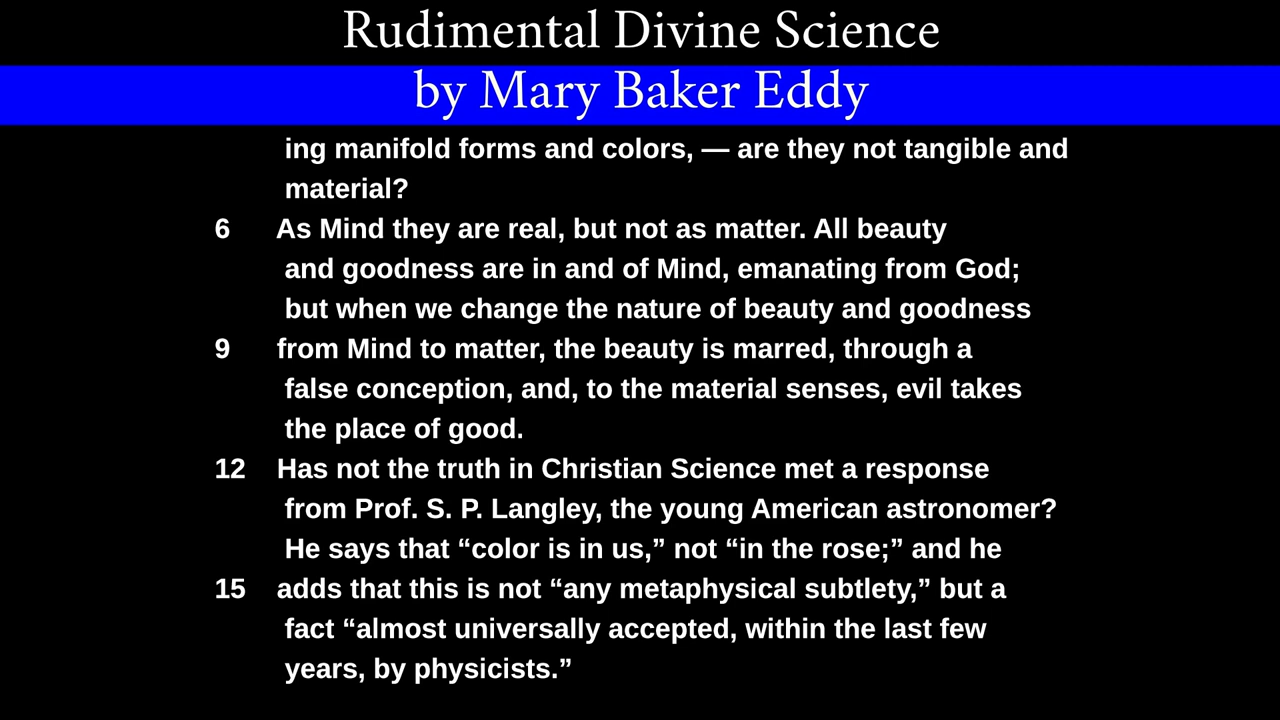 Rudimental Divine Science
by Mary Baker Eddy
ing manifold forms and colors, — are they not tangible and
material?
6 As Mind they are real, but not as matter. All beauty
and goodness are in and of Mind, emanating from God;
but when we change the nature of beauty and goodness
9 from Mind to matter, the beauty is marred, through a
false conception, and, to the material senses, evil takes
the place of good.
12 Has not the truth in Christian Science met a response
from Prof. S. P. Langley, the young American astronomer?
He says that “color is in us,” not “in the rose;” and he
15 adds that this is not “any metaphysical subtlety,” but a
fact “almost universally accepted, within the last few
years, by physicists.”